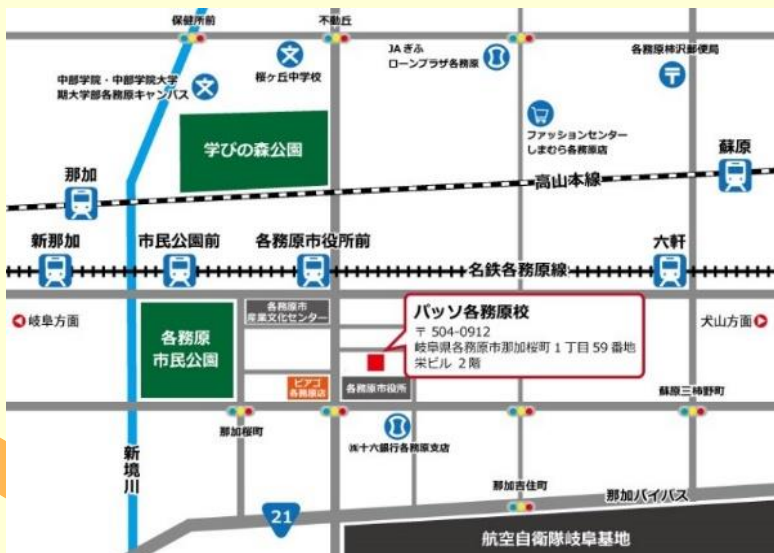 保健所前
不動丘
中部学院・中部学院大学
期大学部各務原キャンパス
桜ヶ丘中学校
JAぎふ
ローンプラザ各務原
各務原柿沢郵便局
学びの森公園
ファッションセンター
しまむら各務原店
那加
高山本線
蘇原
新那加
市民公園前
各務原市役所前
名鉄各務原線
六軒
岐阜方面
各務原市
産業文化センター
各務原
市民公園
パッソ各務原校
〒504-0912
岐阜県各務原市那加桜町1丁目59番地
栄ビル 2階
犬山方面
ピアゴ
各務原店
各務原市役所
蘇原三柿野町
那加桜町
㈱十六銀行各務原支店
新境川
21
那加吉住町
那加バイパス
航空自衛隊岐阜基地